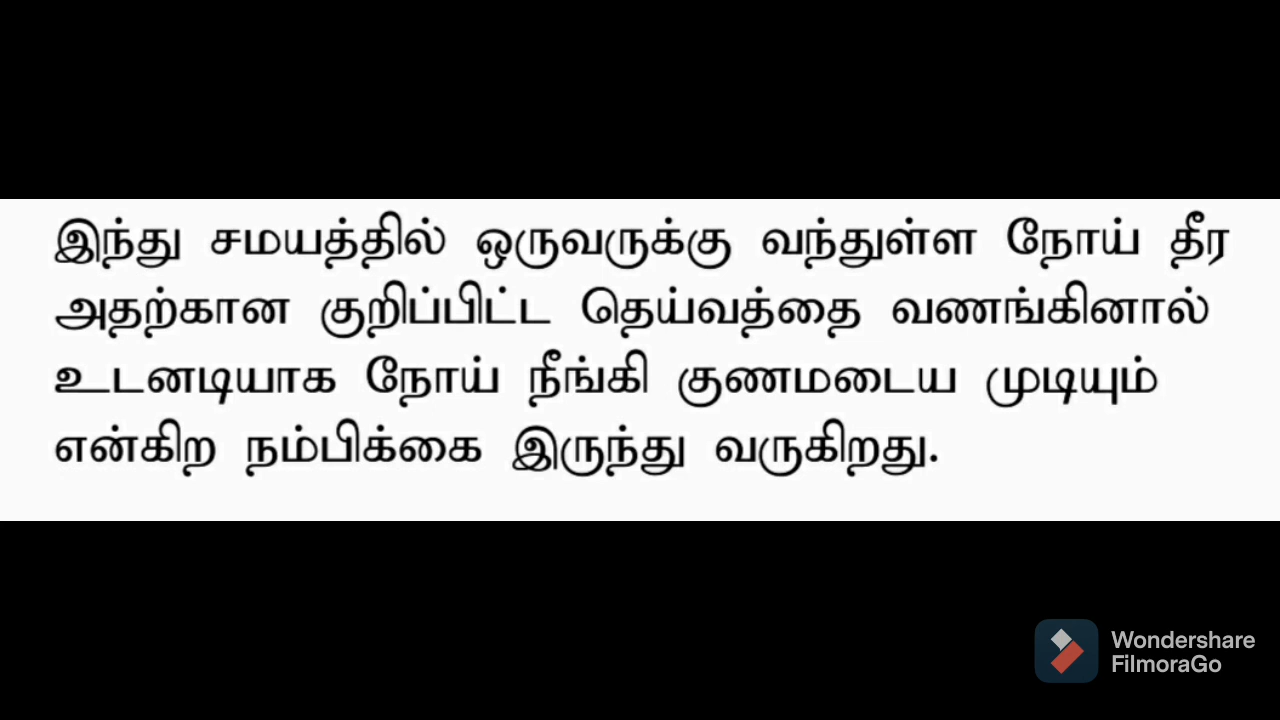 இந்து சமயத்தில் ஒருவருக்கு வந்துள்ள நோய் தீர
அதற்கான குறிப்பிட்ட தெய்வத்தை வணங்கினால்
உடனடியாக நோய் நீங்கி குணமடைய முடியும்
என்கிற நம்பிக்கை இருந்து வருகிறது.
Wondershare
FilmoraGo